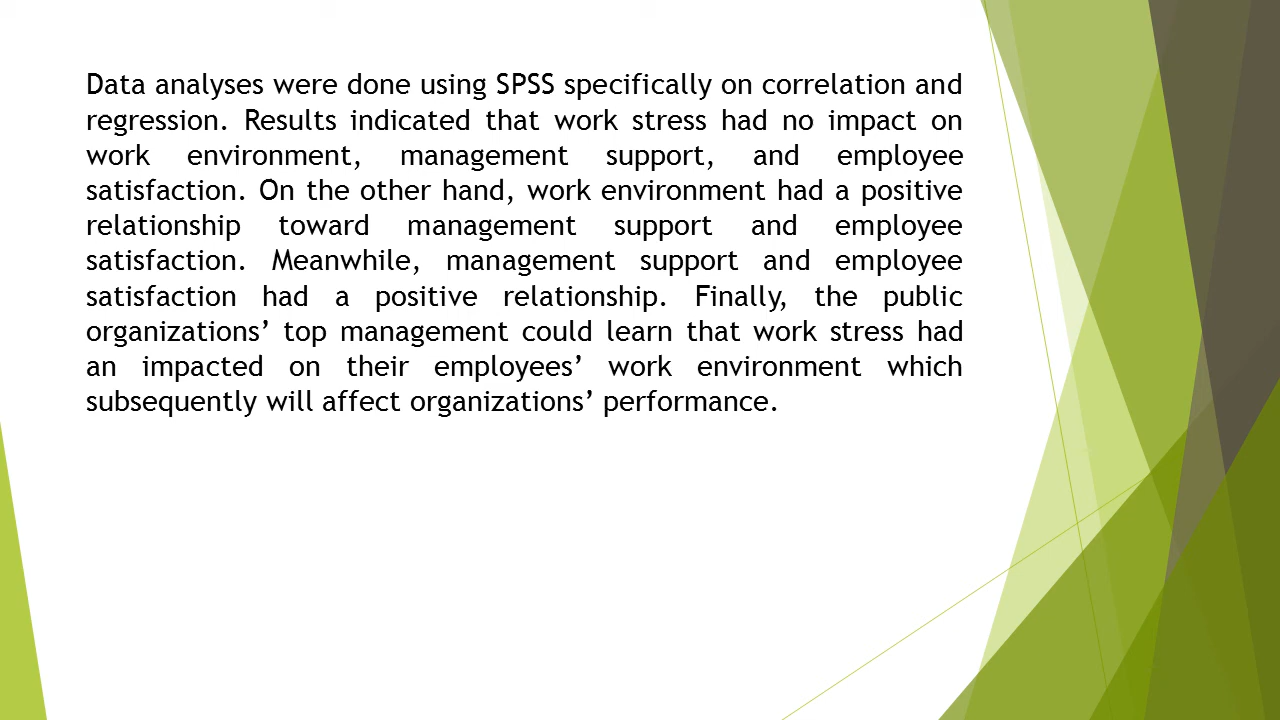 Data analyses were done using SPSS specifically on correlation and
regression. Results indicated that work stress had no impact on
work environment, management support, and employee
satisfaction. On the other hand, work environment had a positive
relationship toward management support and employee
satisfaction. Meanwhile, management support and employee
satisfaction had a positive relationship. Finally, the public
organizations’ top management could learn that work stress had
an impacted on their employees’ work environment which
subsequently will affect organizations’ performance.